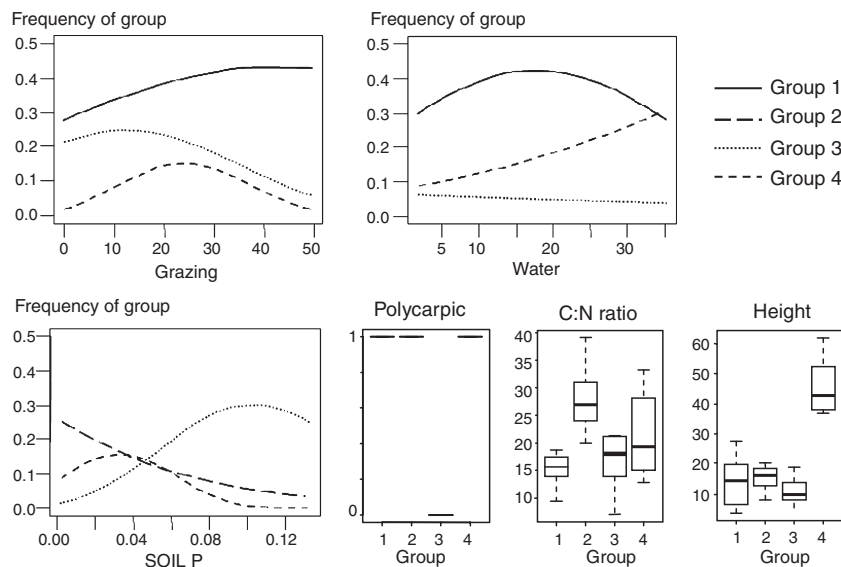 Frequency of group
0.5
0.4
0.3
0.2
0.1
0.0
0 10 20 30 40 50
Grazing
Frequency of group
0.5
0.4
0.3
0.2
0.1
0.0
5 10 20 30
Water
Group 1
Group 2
Group 3
Group 4
Frequency of group
0.5
0.4
0.3
0.2
0.1
0.0
0.00 0.04 0.08 0.12
SOIL P
Polycarpic
1
0
1 2 3 4
Group
C:N ratio
40
35
30
25
20
15
10
1 2 3 4
Group
Height
60
50
40
30
20
10
1 2 3 4
Group